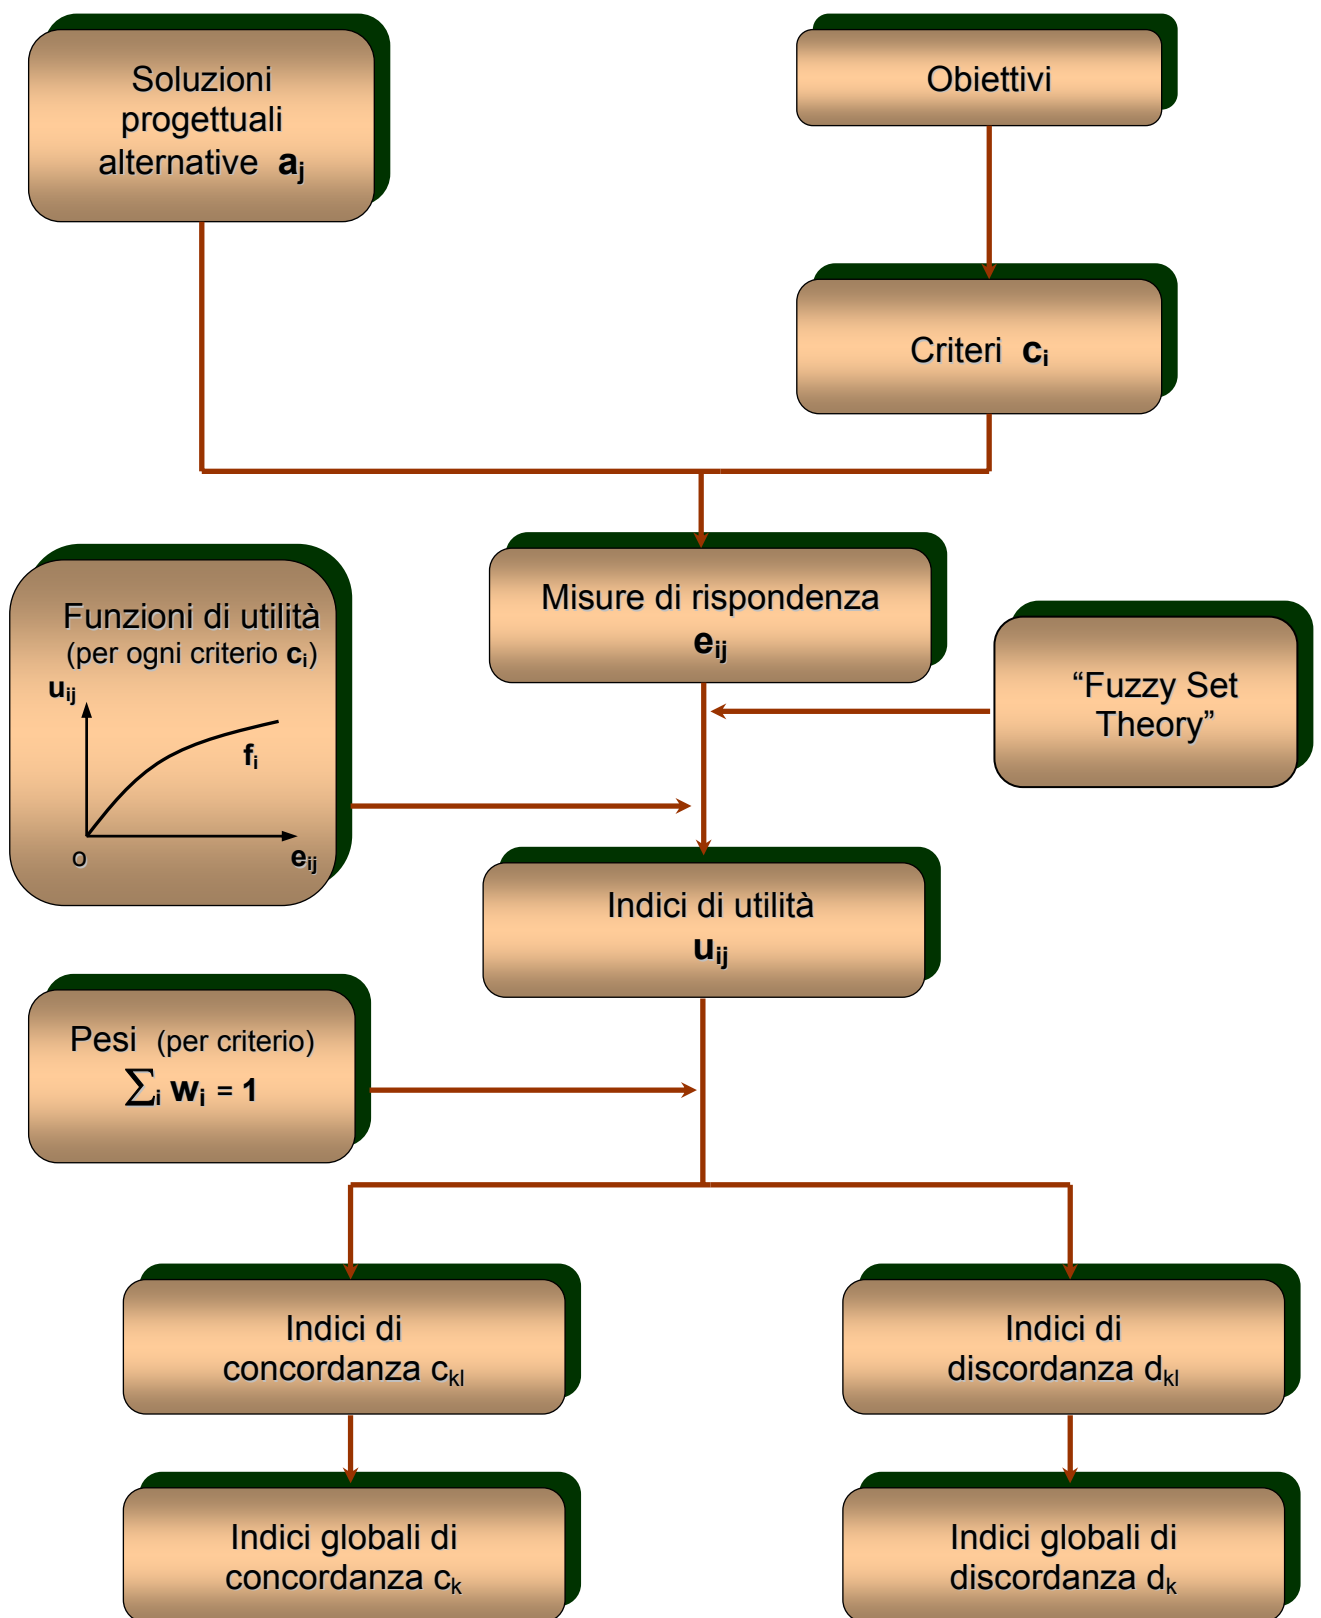 Soluzioni
progettuali
alternative aj
Obiettivi
Criteri ci
Misure di rispondenza
eij
Funzioni di utilità
(per ogni criterio ci)
uij
fi
o
eij
“Fuzzy Set
Theory”
Indici di utilità
uij
Pesi (per criterio)
∑i wi = 1
Indici di
concordanza ckl
Indici di
discordanza dkl
Indici globali di
concordanza ck
Indici globali di
discordanza dk